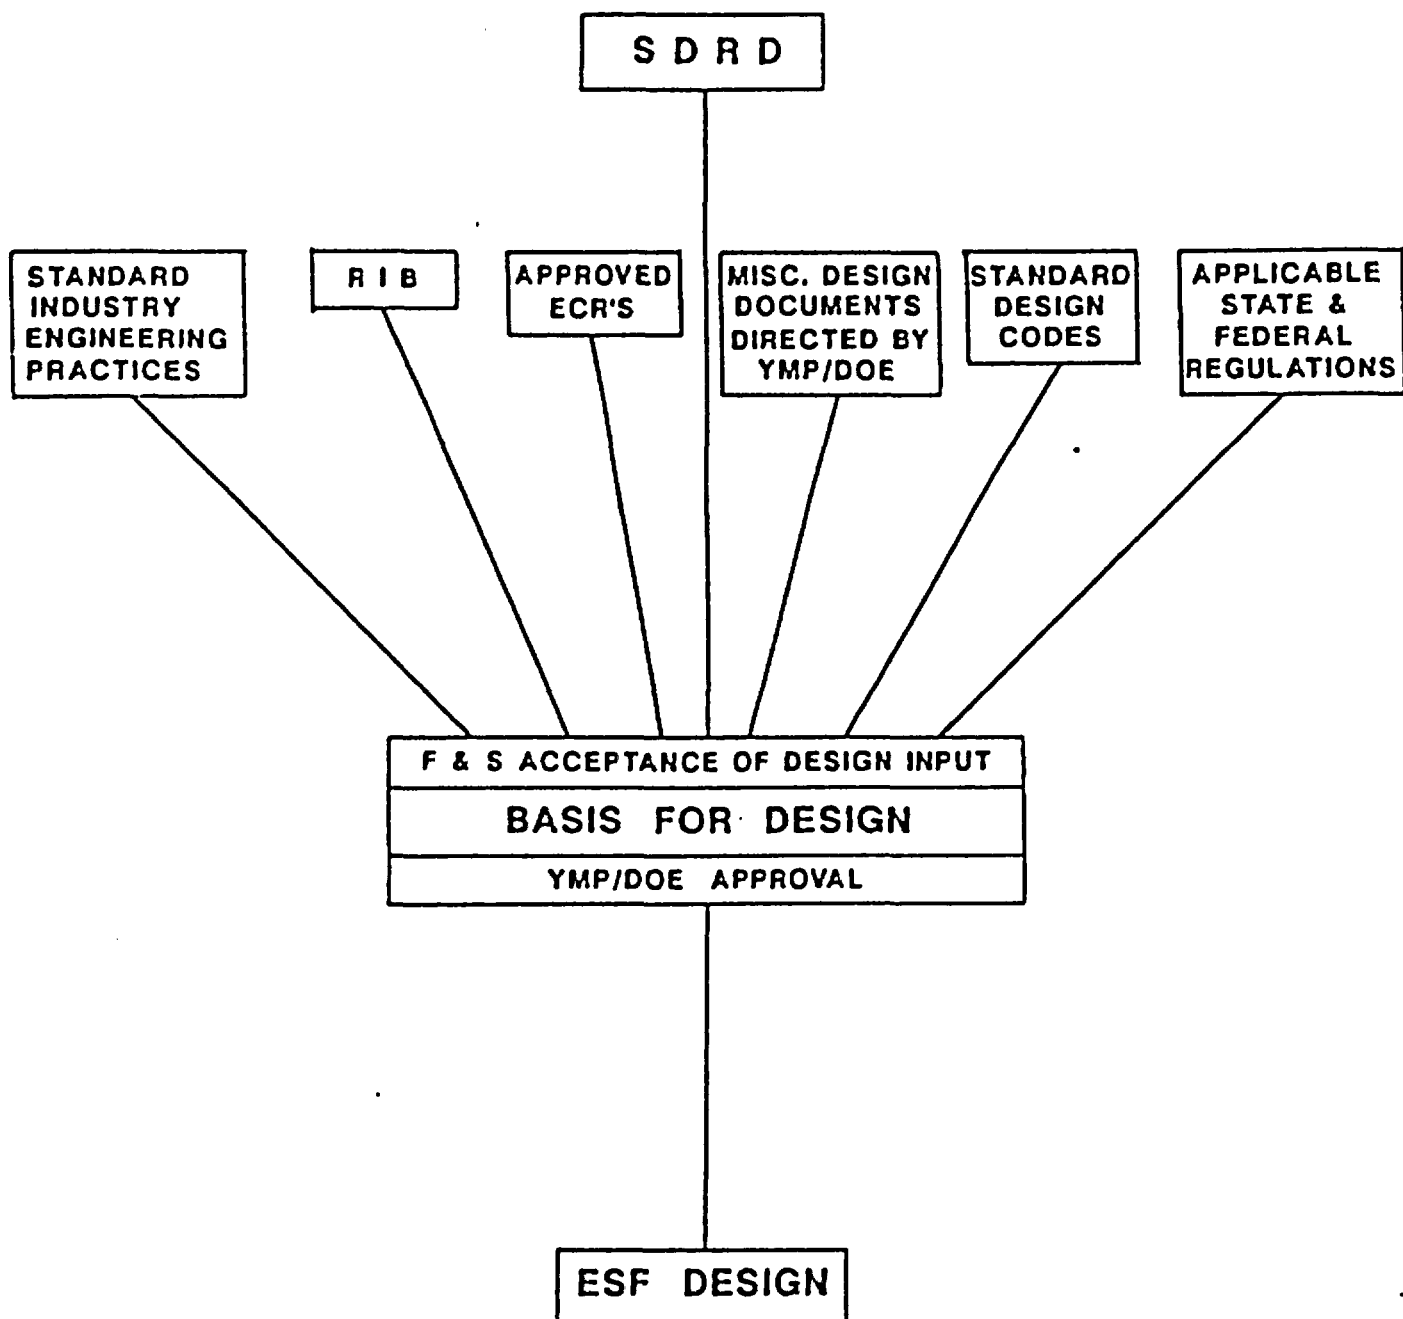 S D R D
STANDARD
INDUSTRY
ENGINEERING
PRACTICES
R I B
APPROVED
ECR'S
MISC. DESIGN
DOCUMENTS
DIRECTED BY
YMP/DOE
STANDARD
DESIGN
CODES
APPLICABLE
STATE &
FEDERAL
REGULATIONS
F & S ACCEPTANCE OF DESIGN INPUT
BASIS FOR DESIGN
YMP/DOE APPROVAL
ESF DESIGN